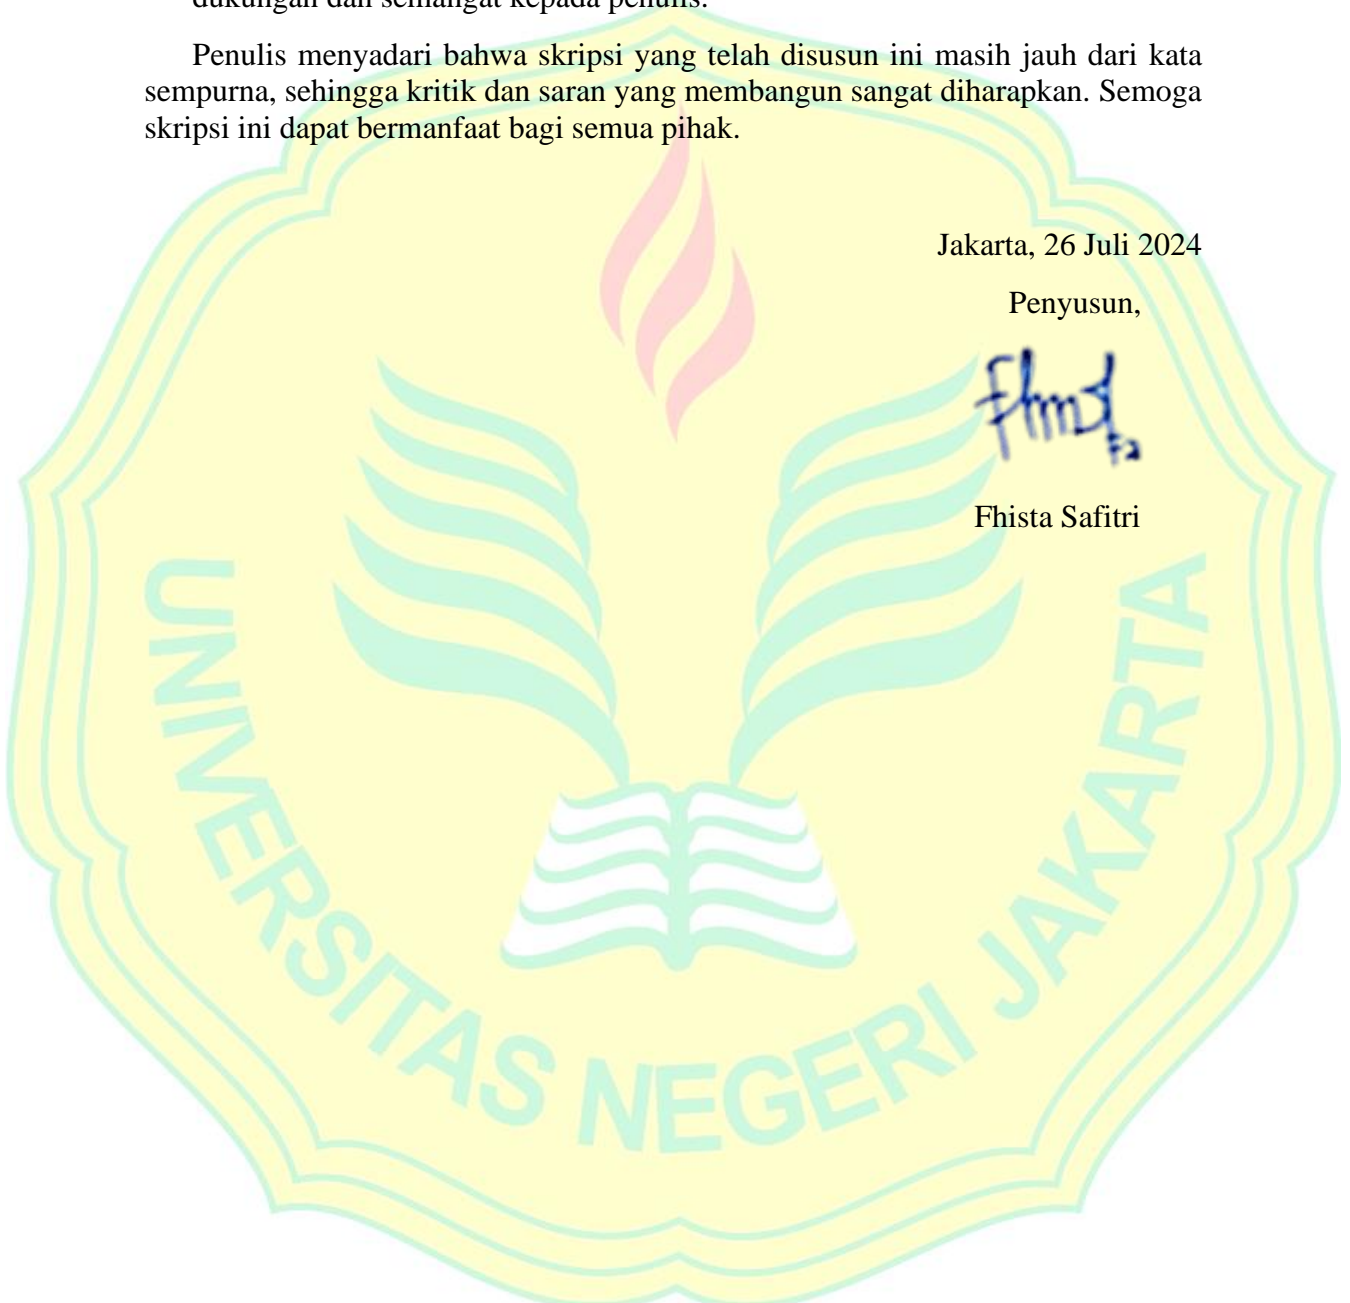 dukungan dan semangat kepada penulis.
Penulis menyadari bahwa skripsi yang telah disusun ini masih jauh dari kata
sempurna, sehingga kritik dan saran yang membangun sangat diharapkan. Semoga
skripsi ini dapat bermanfaat bagi semua pihak.
Jakarta, 26 Juli 2024
Penyusun,
Fhista Safitri
UNIVERSITAS NEGERI JAKARTA